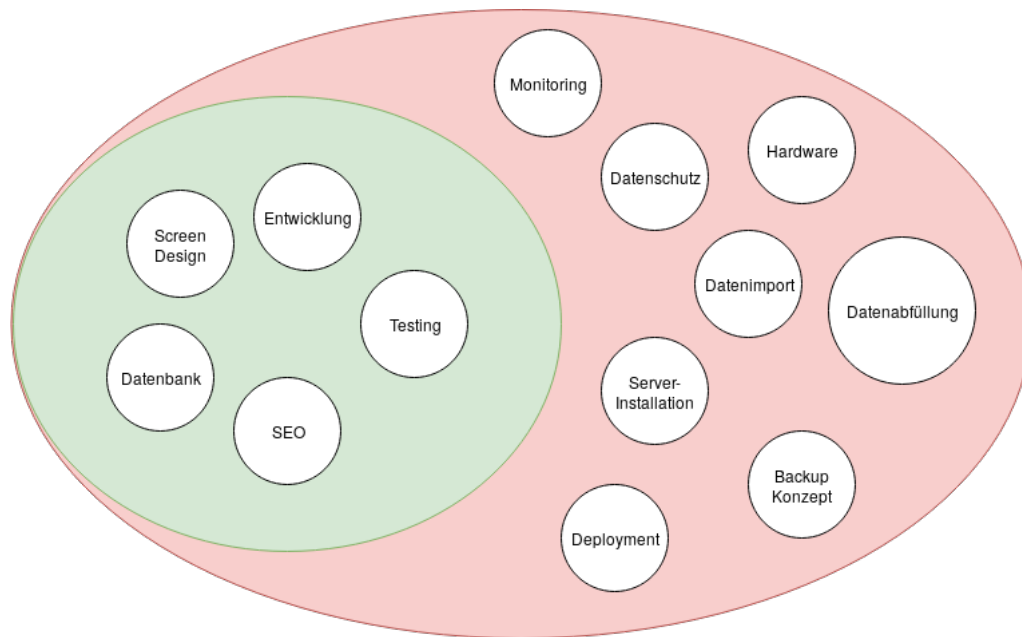 Monitoring
Hardware
Datenschutz
Entwicklung
Screen
Design
Datenimport
Datenabfüllung
Testing
Datenbank
Server-
Installation
SEO
Backup
Konzept
Deployment